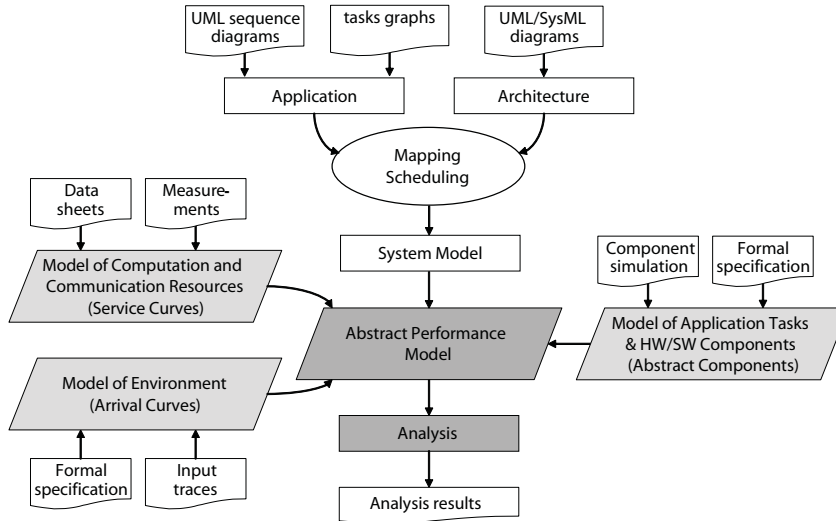 UML sequence
diagrams
tasks graphs
UML/SysML
diagrams
Application
Architecture
Mapping
Scheduling
Data
sheets
Measure-
ments
System Model
Component
simulation
Formal
specification
Model of Computation and
Communication Resources
(Service Curves)
Abstract Performance
Model
Model of Application Tasks
& HW/SW Components
(Abstract Components)
Model of Environment
(Arrival Curves)
Analysis
Formal
specification
Input
traces
Analysis results